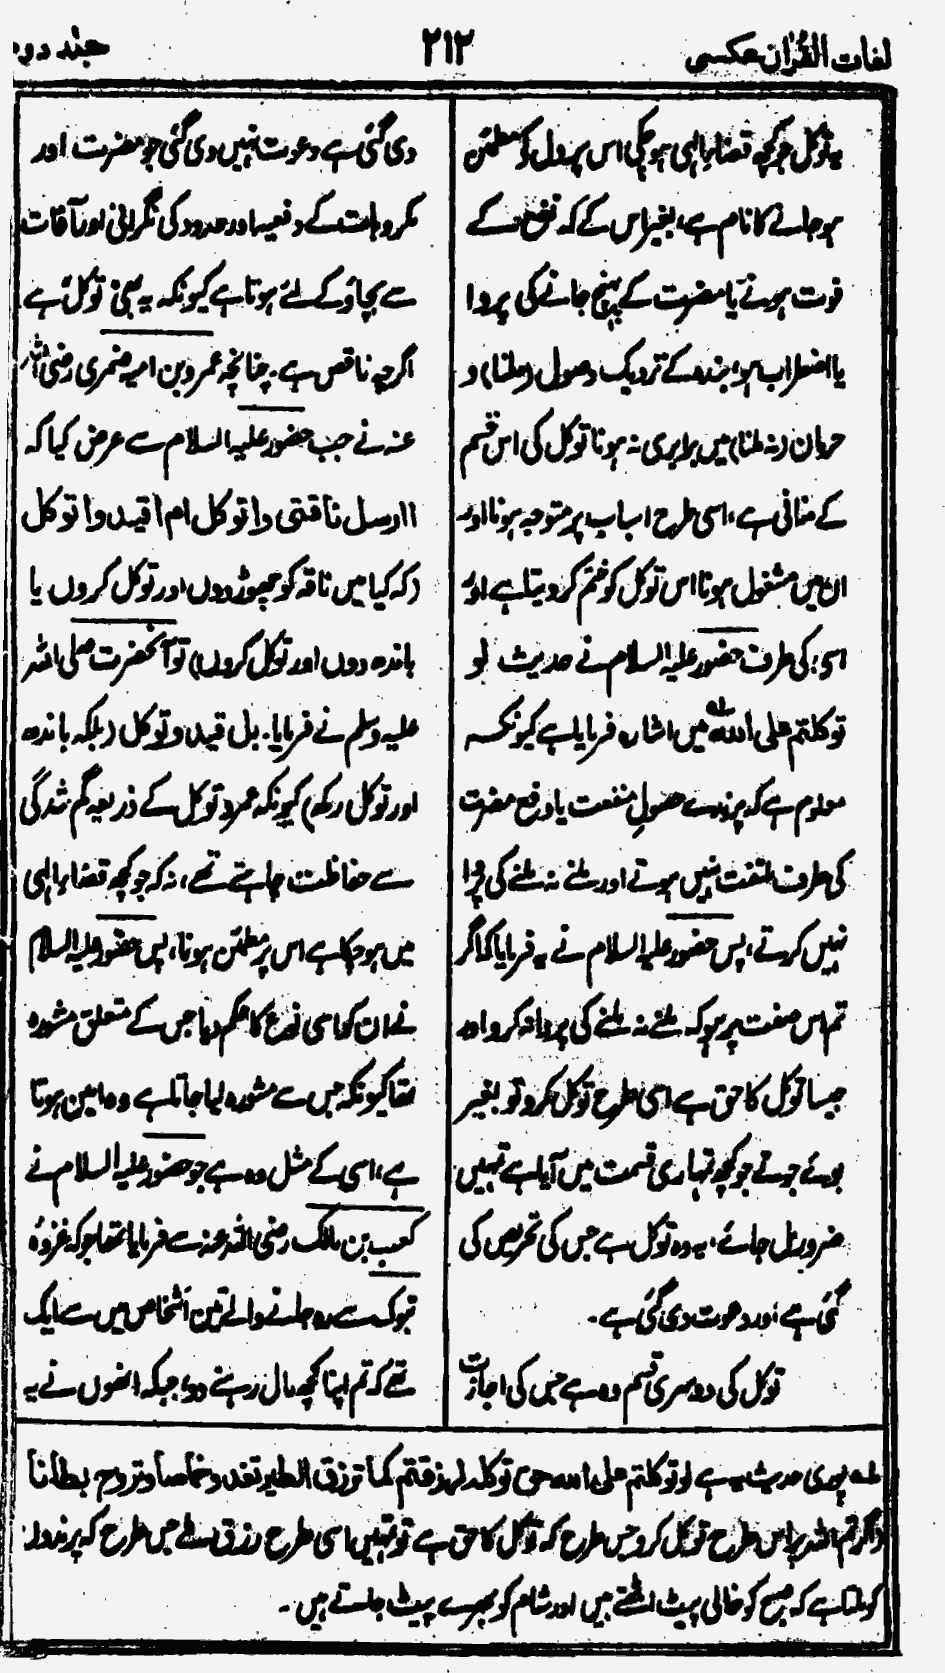 لغات القرآن عکسی
۲۱۲
جلد دوم
یہ توکل جو کچھ قضاء الٰہی ہو چکی اس پر دل کو مطمئن
ہو جانے کا نام ہے، بغیر اس کے کہ نفع کے
فوت ہونے یا مضرت کے پہنچ جانے کی پروا
یا اضطراب ہو، بندہ کے نزدیک وصول (ملنا) و
حرمان (نہ ملنا) میں برابری نہ ہونا توکل کی اس قسم
کے منافی ہے، اسی طرح اسباب پر متوجہ ہونا اور
ان میں مشغول ہونا اس توکل کو ختم کر دیتا ہے اور
اسی کی طرف حضور علیہ السلام نے حدیث لو
توکلتم علی اللہ لہ میں اشارہ فرمایا ہے کیونکہ
معلوم ہے کہ پرندے حصولِ منفعت یا دفع مضرت
کی طرف ملتفت نہیں ہوتے اور ملنے نہ ملنے کی پروا
نہیں کرتے، پس حضور علیہ السلام نے یہ فرمایا کہ اگر
تم اس صفت پر ہو کہ ملنے نہ ملنے کی پروا نہ کرو اور
جیسا توکل کا حق ہے اسی طرح توکل کرو تو بغیر
بوئے جوتے جو کچھ تمہاری قسمت میں آیا ہے تمہیں
ضرور مل جائے، یہ وہ توکل ہے جس کی تحریص کی
گئی ہے اور دعوت دی گئی ہے۔
توکل کی دوسری قسم وہ ہے جس کی اجازت
دی گئی ہے دعوت نہیں دی گئی جو مضرت اور
مکروہات کے دفعیہ اور حدود کی نگرانی اور آفات
سے بچاؤ کے لئے ہوتا ہے کیونکہ یہ بھی توکل ہے
اگرچہ ناقص ہے۔ چنانچہ عمرو بن امیہ ضمری رضی اللہ
عنہ نے جب حضور علیہ السلام سے عرض کیا کہ
اارسل ناقتی واتوکل ام اقید واتوکل
(کہ کیا میں ناقہ کو چھوڑ دوں اور توکل کروں یا
باندھ دوں اور توکل کروں) تو آنحضرت صلی اللہ
علیہ وسلم نے فرمایا۔ بل قید وتوکل (بلکہ باندھ
اور توکل رکھ) کیونکہ عمرو توکل کے ذریعہ گم شدگی
سے حفاظت چاہتے تھے، نہ کہ جو کچھ قضاء الٰہی
میں ہو چکا ہے اس پر مطمئن ہونا، پس حضور علیہ السلام
نے ان کو اسی نوع کا حکم دیا جس کے متعلق مشورہ
تھا کیونکہ جس سے مشورہ لیا جاتا ہے وہ امین ہوتا
ہے، اسی کے مثل وہ ہے جو حضور علیہ السلام نے
کعب بن مالک رضی اللہ عنہ سے فرمایا تھا جو کہ غزوۂ
تبوک سے رہ جانے والے تین اشخاص میں سے ایک
تھے کہ تم اپنا کچھ مال رہنے دو، جبکہ انھوں نے یہ
لہ پوری حدیث یہ ہے لو توکلتم علی اللہ حق توکلہ لرزقتم کما ترزق الطیر تغدو خماصا وتروح بطانا
(اگر تم اللہ پر اس طرح توکل کرو جس طرح کہ توکل کا حق ہے تو تمہیں اسی طرح رزق ملے جس طرح کہ پرندوں
کو ملتا ہے کہ صبح کو خالی پیٹ اٹھتے ہیں اور شام کو بھرے پیٹ جاتے ہیں۔